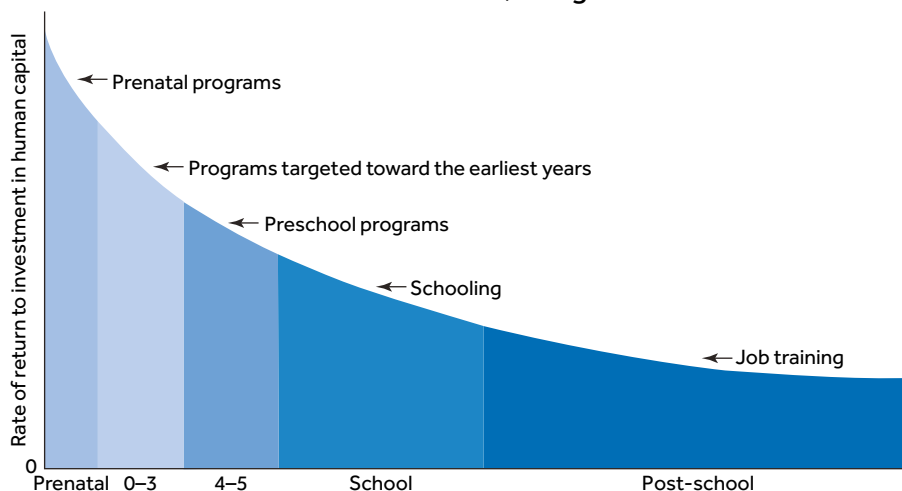 Prenatal programs
Programs targeted toward the earliest years
Preschool programs
Schooling
Job training
Rate of return to investment in human capital
0
Prenatal
0–3
4–5
School
Post-school